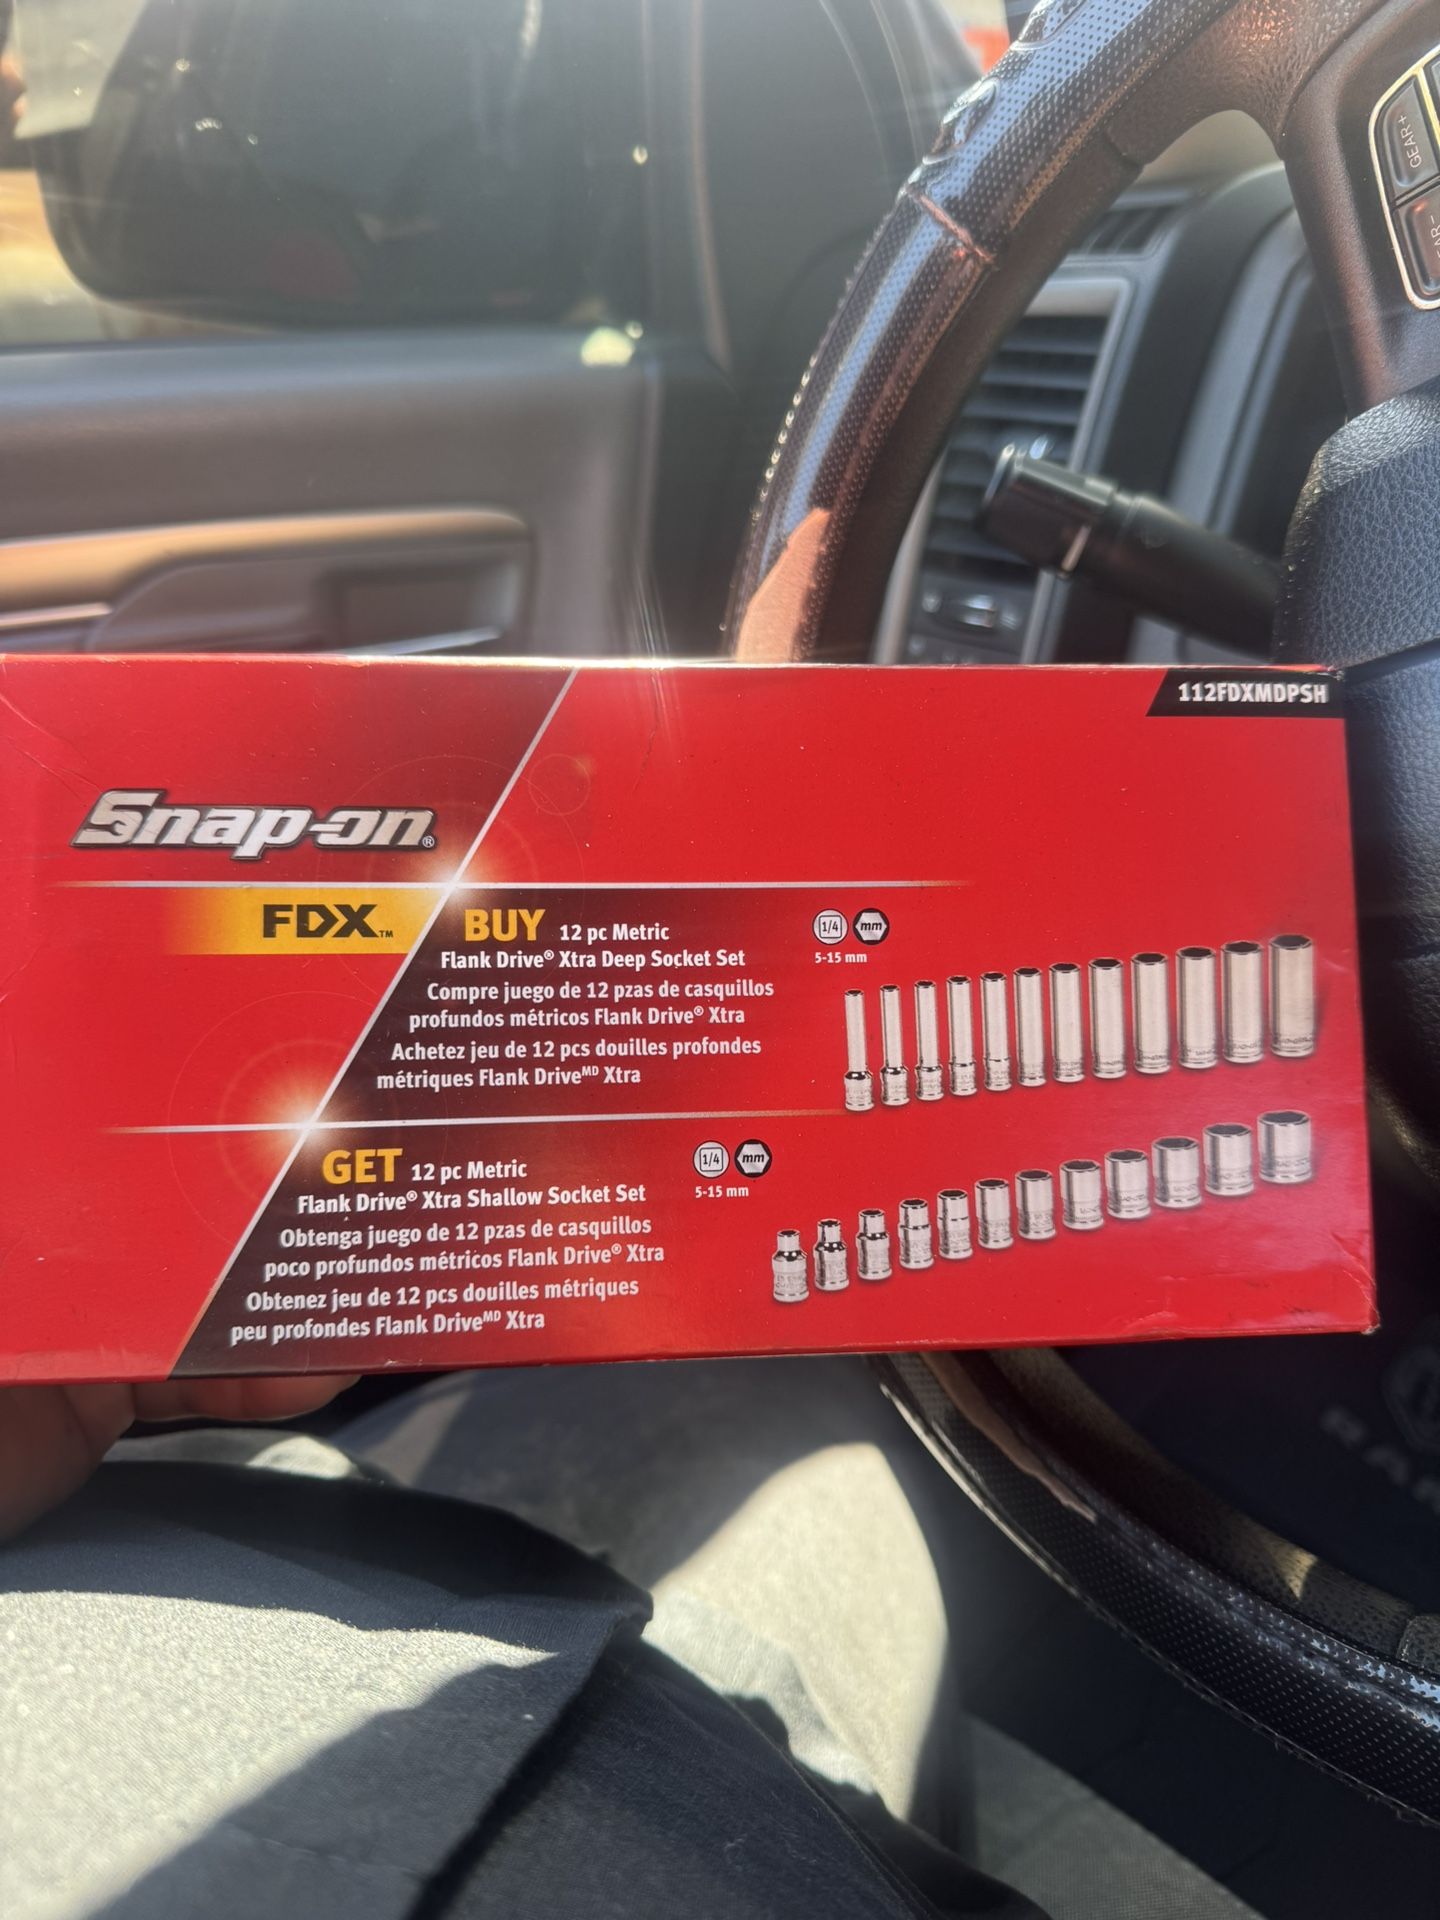 GEAR+
112FDXMDPSH
Snap-on®
FDX™
BUY 12 pc Metric
Flank Drive® Xtra Deep Socket Set
Compre juego de 12 pzas de casquillos
profundos métricos Flank Drive® Xtra
Achetez jeu de 12 pcs douilles profondes
métriques Flank Driveᴹᴰ Xtra
1/4 mm
5-15 mm
GET 12 pc Metric
Flank Drive® Xtra Shallow Socket Set
Obtenga juego de 12 pzas de casquillos
poco profundos métricos Flank Drive® Xtra
Obtenez jeu de 12 pcs douilles métriques
peu profondes Flank Driveᴹᴰ Xtra
1/4 mm
5-15 mm